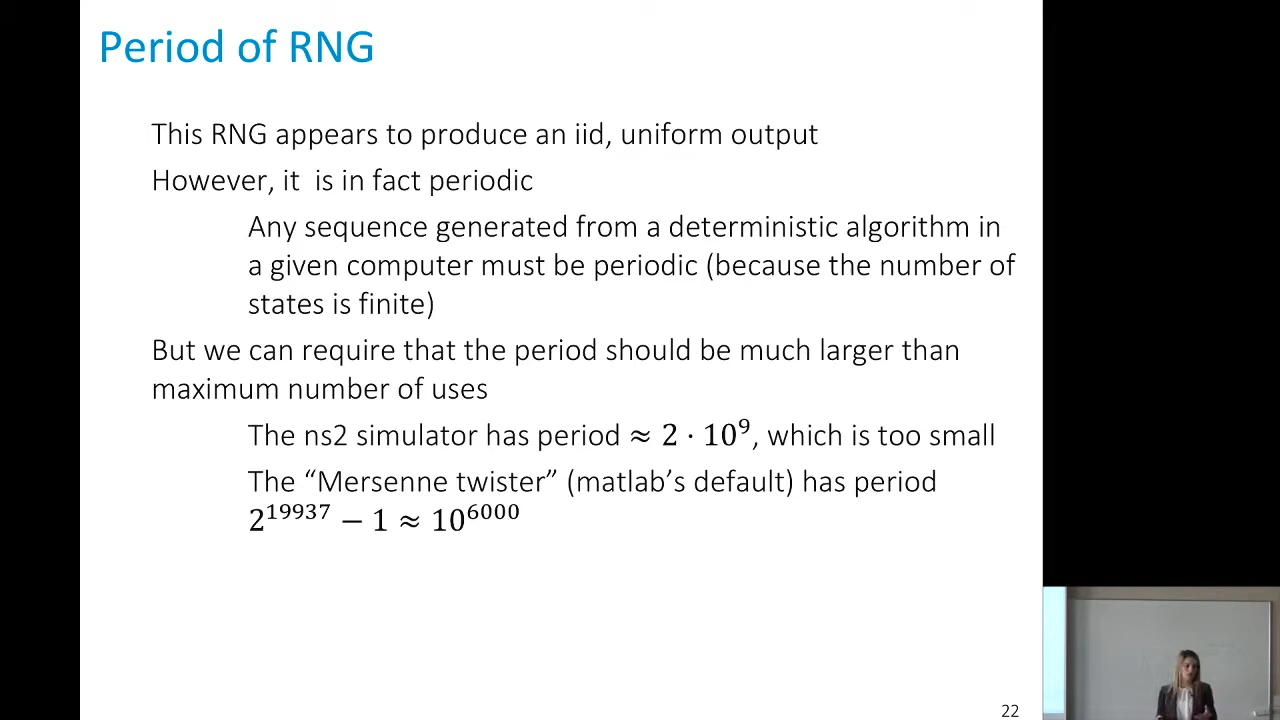 Period of RNG
This RNG appears to produce an iid, uniform output
However, it is in fact periodic
Any sequence generated from a deterministic algorithm in
a given computer must be periodic (because the number of
states is finite)
But we can require that the period should be much larger than
maximum number of uses
The ns2 simulator has period ≈ 2 · 10⁹, which is too small
The “Mersenne twister” (matlab’s default) has period
2¹⁹⁹³⁷ − 1 ≈ 10⁶⁰⁰⁰
22